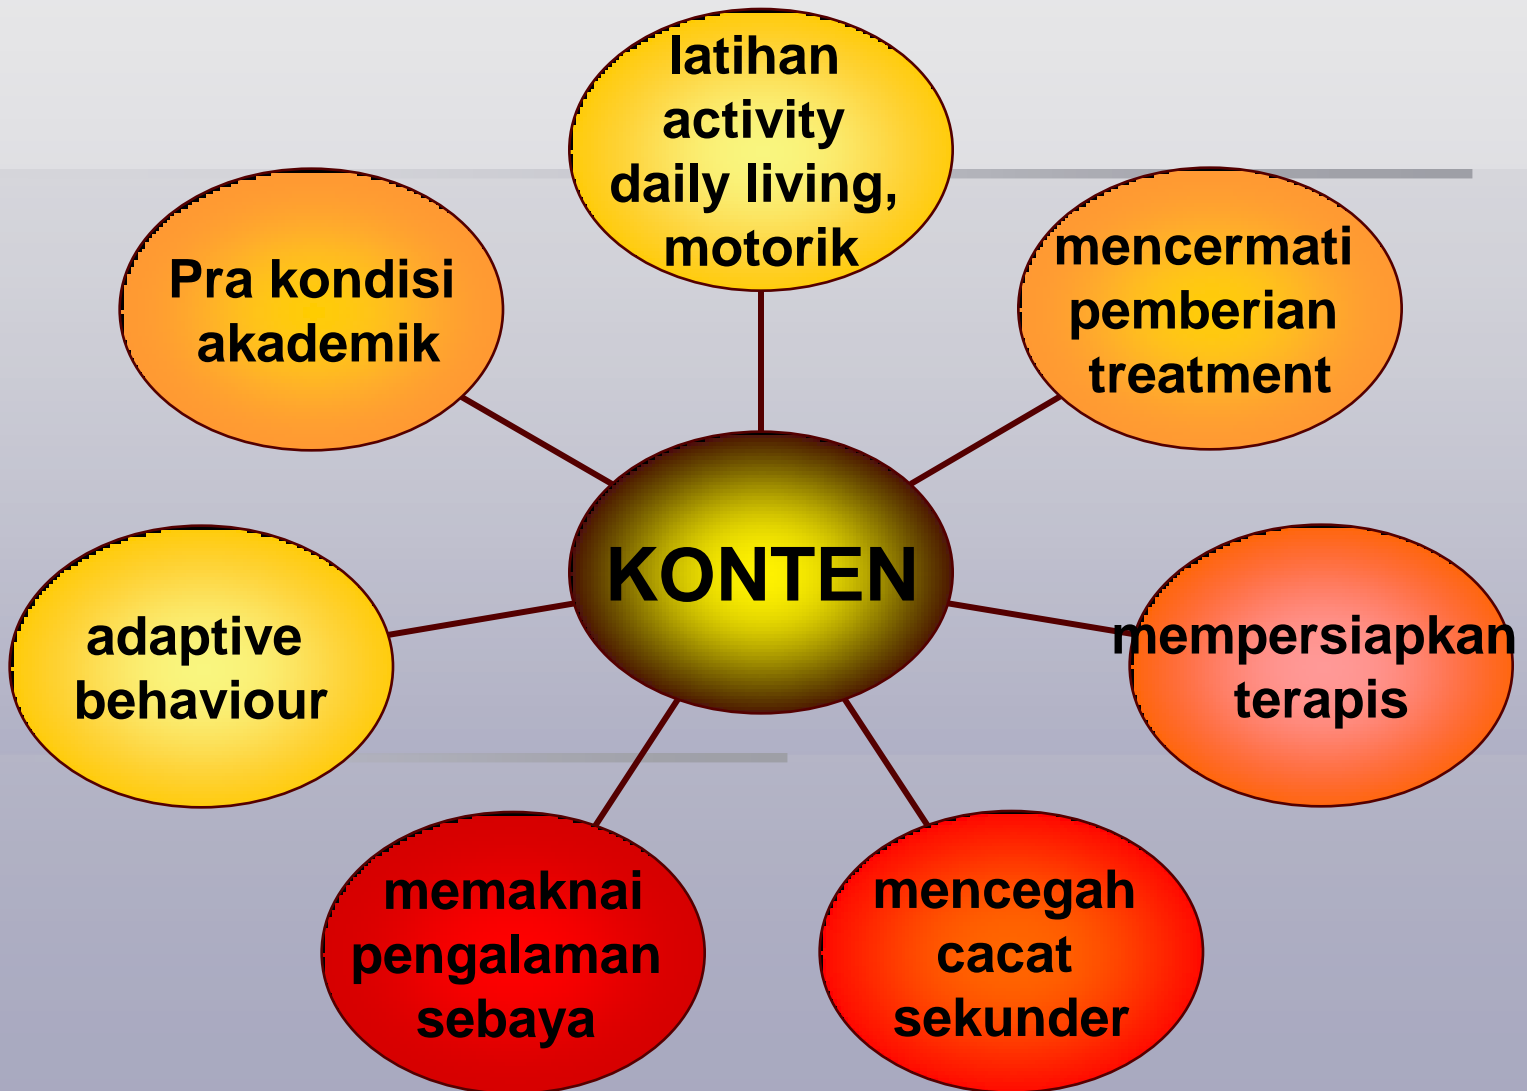 latihan
activity
daily living,
motorik
mencermati
pemberian
treatment
mempersiapkan
terapis
mencegah
cacat
sekunder
memaknai
pengalaman
sebaya
adaptive
behaviour
Pra kondisi
akademik
KONTEN